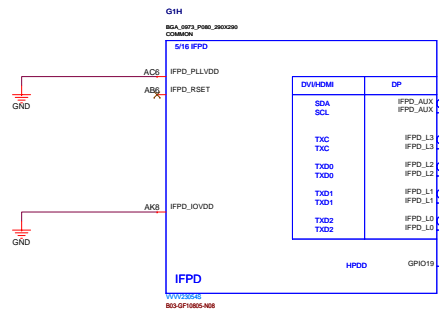 G1H
BGA_0973_P080_290X290
COMMON
5/16 IFPD
AC6 IFPD_PLLVDD
AB6 IFPD_RSET
GND
DVI/HDMI DP
SDA IFPD_AUX
SCL IFPD_AUX
TXC IFPD_L3
TXC IFPD_L3
TXD0 IFPD_L2
TXD0 IFPD_L2
TXD1 IFPD_L1
TXD1 IFPD_L1
AK8 IFPD_IOVDD
TXD2 IFPD_L0
TXD2 IFPD_L0
GND
HPDD GPIO19
IFPD
B03-GF10805-N08